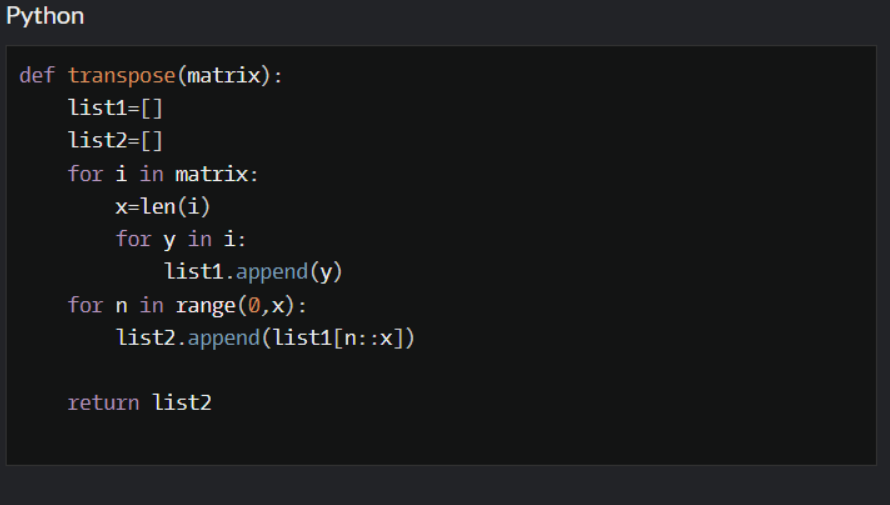 Python
def transpose(matrix):
    list1=[]
    list2=[]
    for i in matrix:
        x=len(i)
        for y in i:
            list1.append(y)
    for n in range(0,x):
        list2.append(list1[n::x])
    return list2